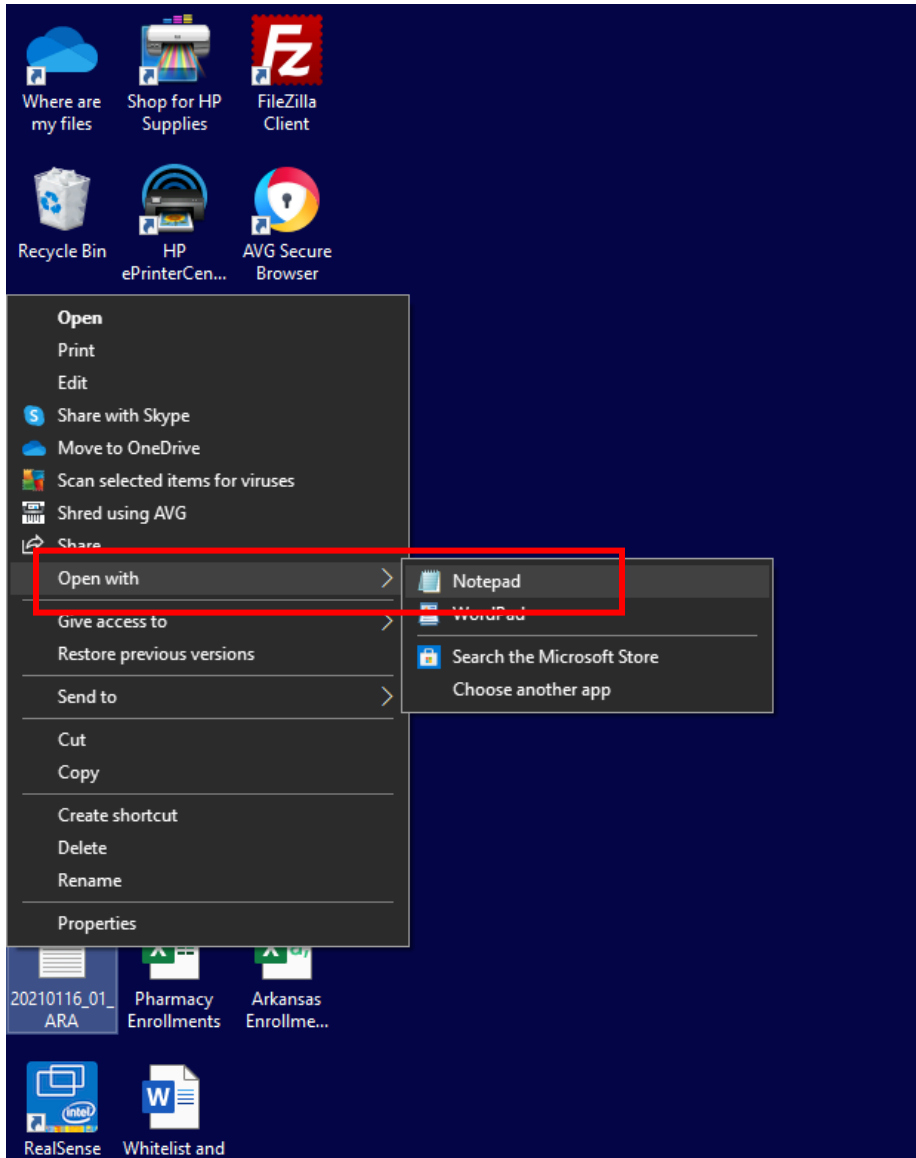 Where are
my files
Shop for HP
Supplies
FileZilla
Client
Recycle Bin
HP
ePrinterCen...
AVG Secure
Browser
Open
Print
Edit
Share with Skype
Move to OneDrive
Scan selected items for viruses
Shred using AVG
Share
Open with
Give access to
Restore previous versions
Send to
Cut
Copy
Create shortcut
Delete
Rename
Properties
Notepad
WordPad
Search the Microsoft Store
Choose another app
20210116_01_
ARA
Pharmacy
Enrollments
Arkansas
Enrollme...
intel
RealSense
W
Whitelist and